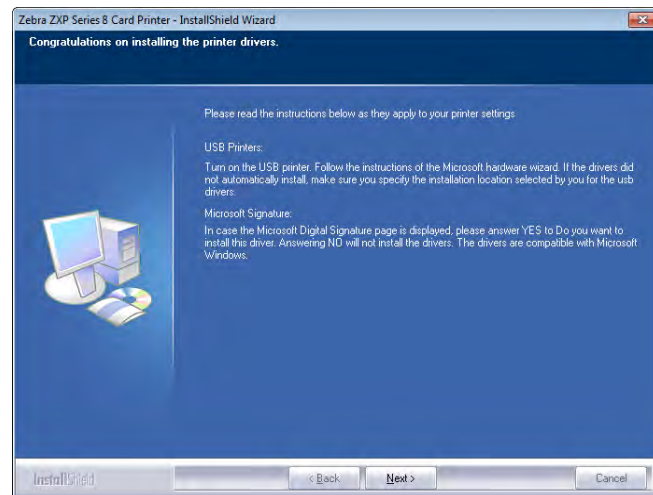 Zebra ZXP Series 8 Card Printer - InstallShield Wizard
Congratulations on installing the printer drivers.
Please read the instructions below as they apply to your printer settings
USB Printers:
Turn on the USB printer. Follow the instructions of the Microsoft hardware wizard. If the drivers did
not automatically install, make sure you specify the installation location selected by you for the usb
drivers.
Microsoft Signature:
In case the Microsoft Digital Signature page is displayed, please answer YES to Do you want to
install this driver. Answering NO will not install the drivers. The drivers are compatible with Microsoft
Windows.
InstallShield
< Back
Next >
Cancel